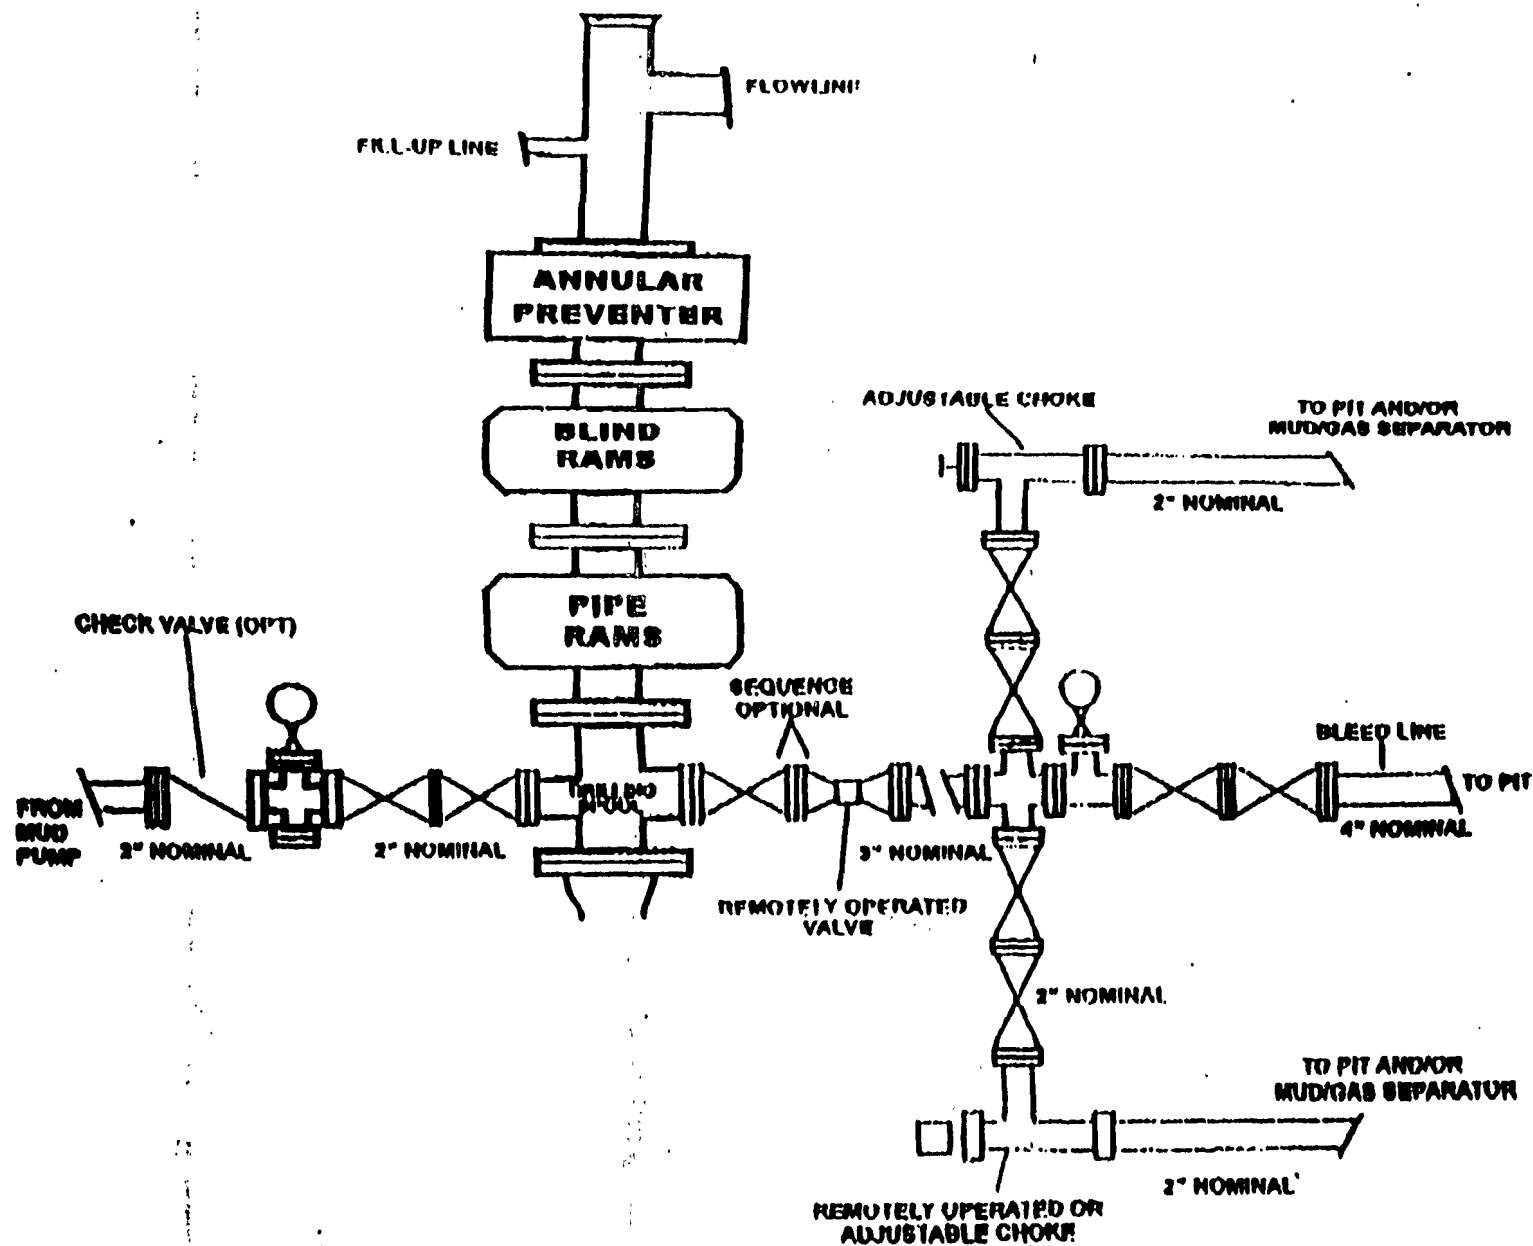 FLOWLINE
FILL-UP LINE
ANNULAR
PREVENTER
ADJUSTABLE CHOKE
TO PIT AND/OR
MUD/GAS SEPARATOR
BLIND
RAMS
2" NOMINAL
PIPE
RAMS
CHECK VALVE (OPT)
SEQUENCE
OPTIONAL
BLEED LINE
TO PIT
FROM
MUD
PUMP
2" NOMINAL
2" NOMINAL
3" NOMINAL
4" NOMINAL
REMOTELY OPERATED
VALVE
2" NOMINAL
TO PIT AND/OR
MUD/GAS SEPARATOR
2" NOMINAL
REMOTELY OPERATED OR
ADJUSTABLE CHOKE